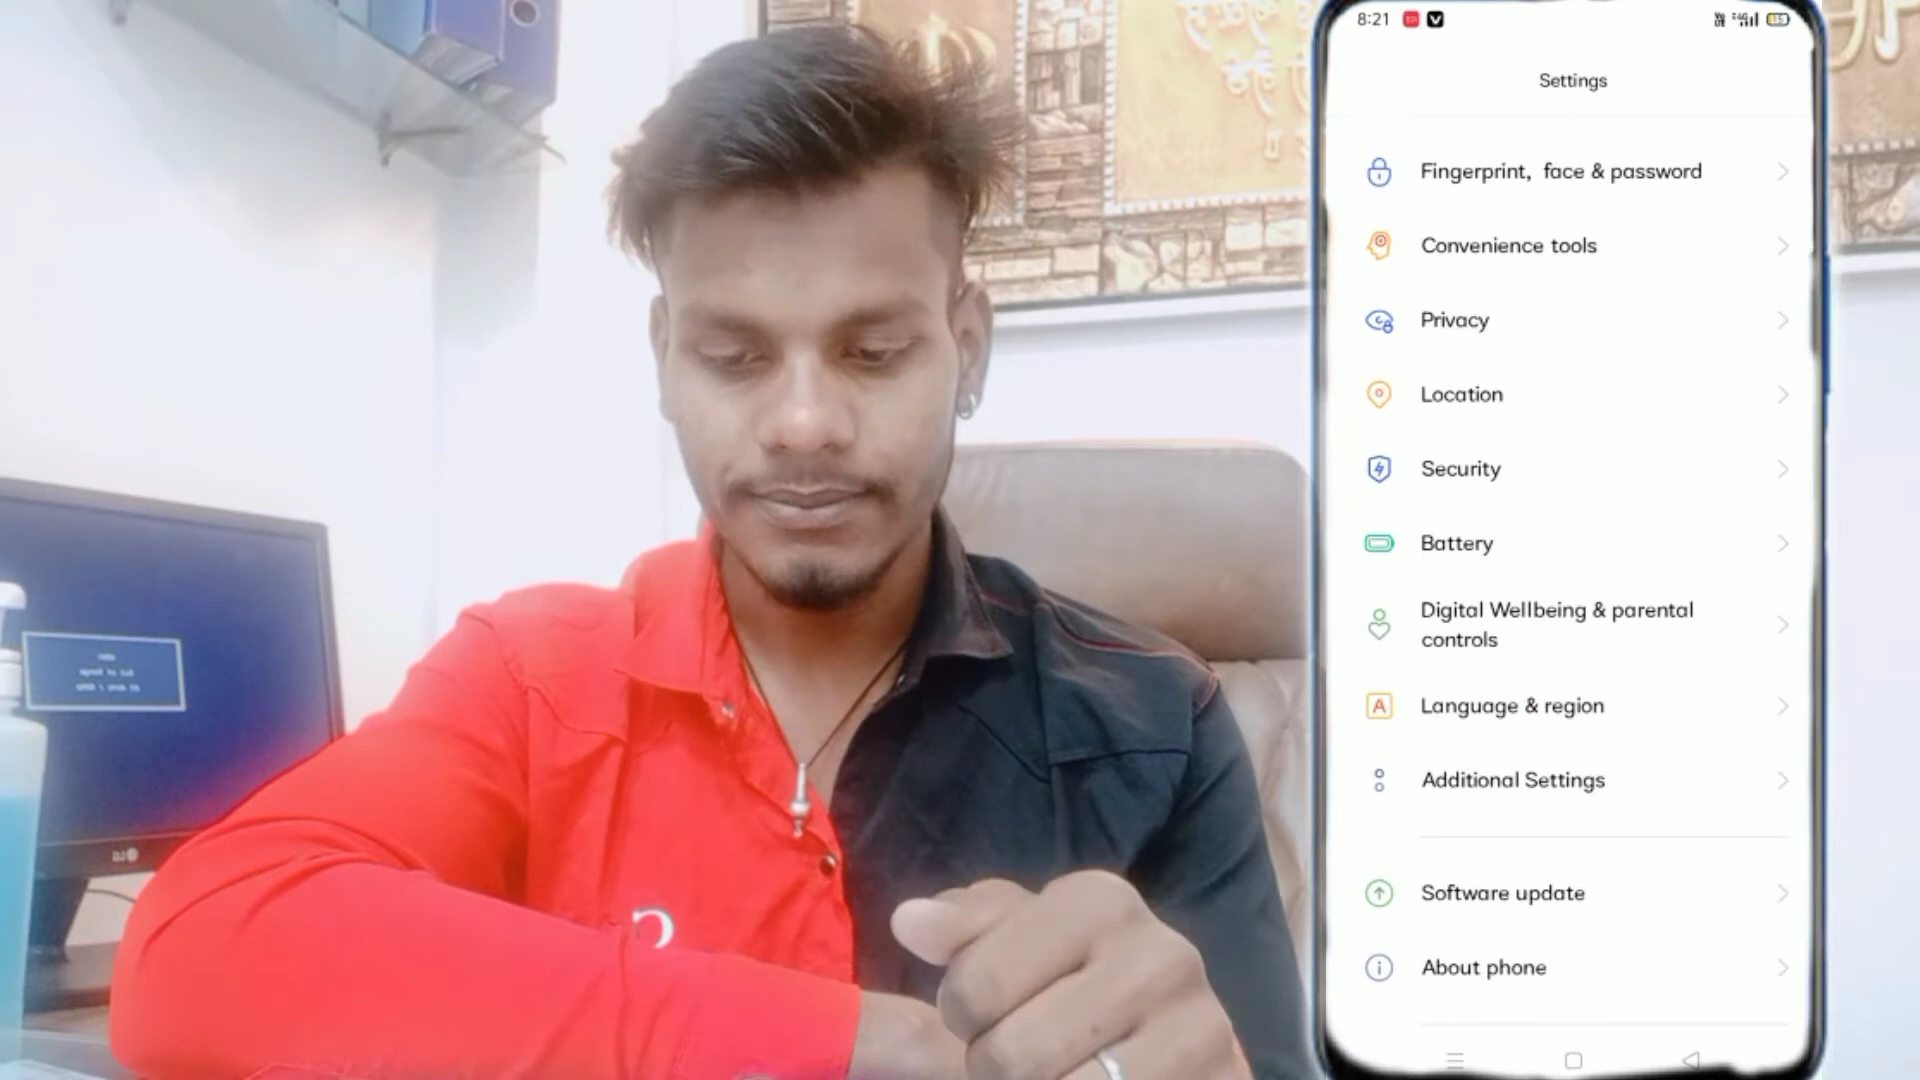 8:21
Settings
Fingerprint, face & password
Convenience tools
Privacy
Location
Security
Battery
Digital Wellbeing & parental
controls
Language & region
Additional Settings
Software update
About phone